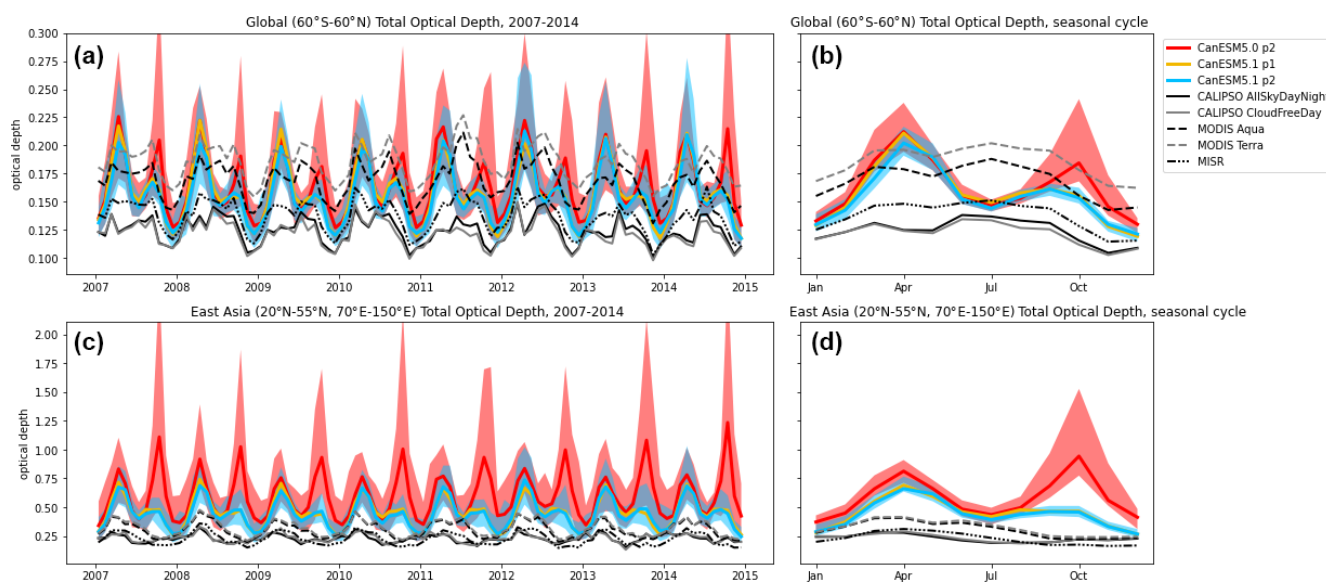 Global (60°S-60°N) Total Optical Depth, 2007-2014
(a)
optical depth
0.300
0.275
0.250
0.225
0.200
0.175
0.150
0.125
0.100
2007 2008 2009 2010 2011 2012 2013 2014 2015
Global (60°S-60°N) Total Optical Depth, seasonal cycle
(b)
Jan Apr Jul Oct
CanESM5.0 p2
CanESM5.1 p1
CanESM5.1 p2
CALIPSO AllSkyDayNight
CALIPSO CloudFreeDay
MODIS Aqua
MODIS Terra
MISR
East Asia (20°N-55°N, 70°E-150°E) Total Optical Depth, 2007-2014
(c)
optical depth
2.00
1.75
1.50
1.25
1.00
0.75
0.50
0.25
2007 2008 2009 2010 2011 2012 2013 2014 2015
East Asia (20°N-55°N, 70°E-150°E) Total Optical Depth, seasonal cycle
(d)
Jan Apr Jul Oct